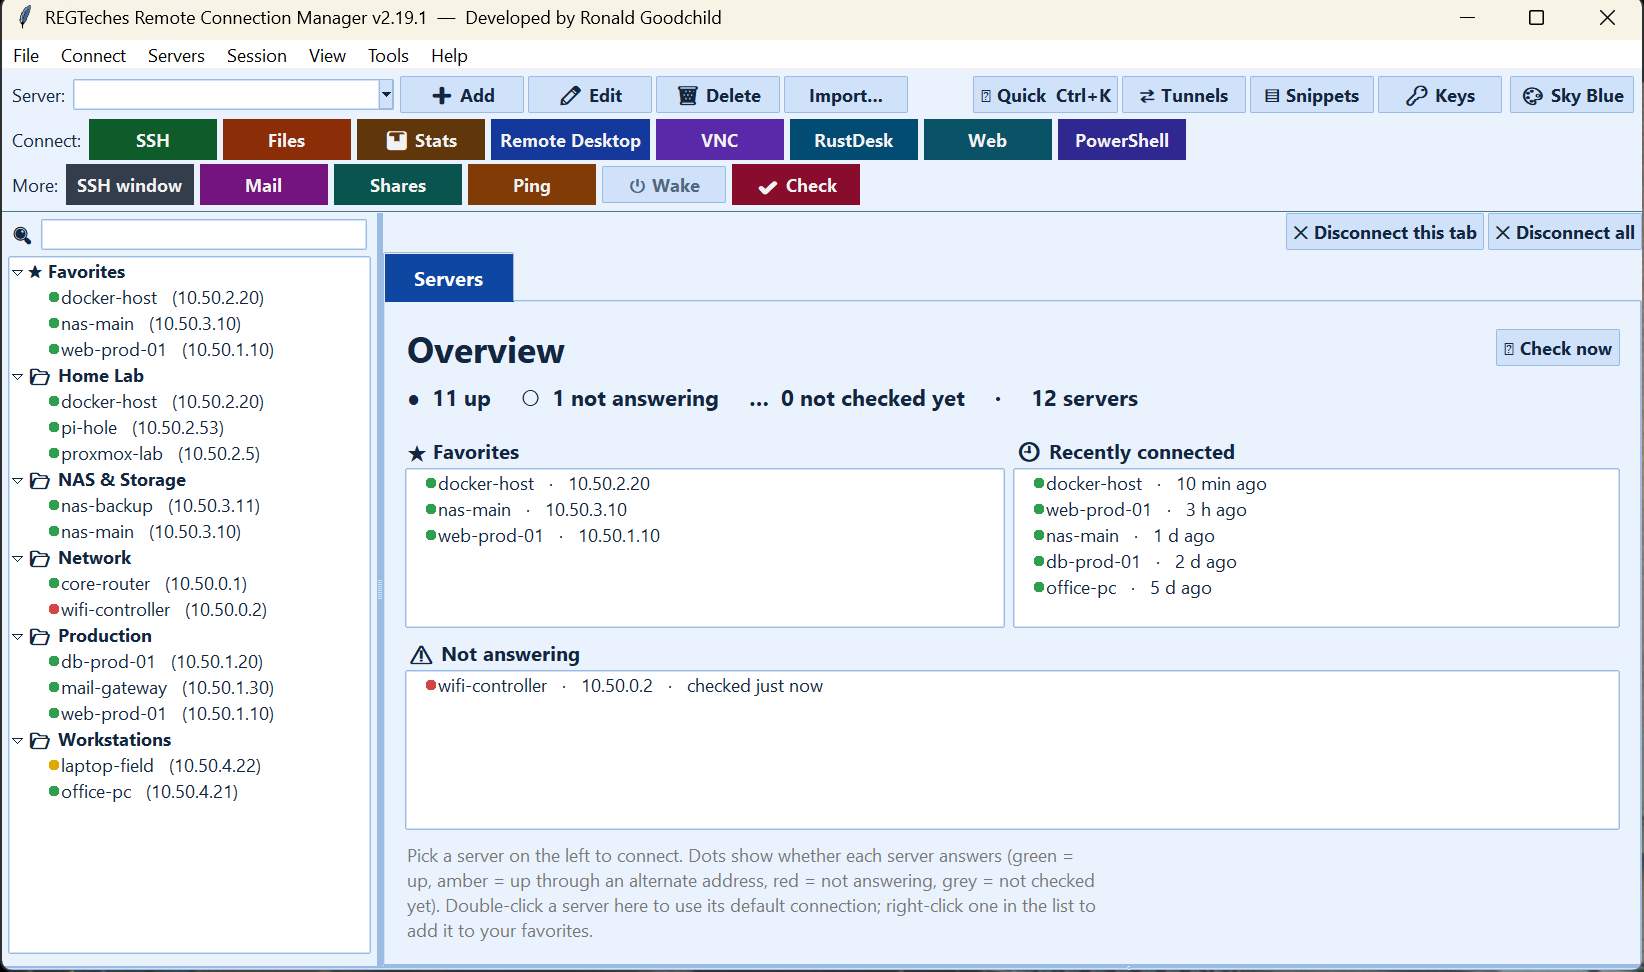 REGTeches Remote Connection Manager v2.19.1 — Developed by Ronald Goodchild
File Connect Servers Session View Tools Help
Server: Add Edit Delete Import... Quick Ctrl+K Tunnels Snippets Keys Sky Blue
Connect: SSH Files Stats Remote Desktop VNC RustDesk Web PowerShell
More: SSH window Mail Shares Ping Wake Check
Disconnect this tab Disconnect all
★ Favorites
docker-host (10.50.2.20)
nas-main (10.50.3.10)
web-prod-01 (10.50.1.10)
Home Lab
docker-host (10.50.2.20)
pi-hole (10.50.2.53)
proxmox-lab (10.50.2.5)
NAS & Storage
nas-backup (10.50.3.11)
nas-main (10.50.3.10)
Network
core-router (10.50.0.1)
wifi-controller (10.50.0.2)
Production
db-prod-01 (10.50.1.20)
mail-gateway (10.50.1.30)
web-prod-01 (10.50.1.10)
Workstations
laptop-field (10.50.4.22)
office-pc (10.50.4.21)
Servers
Overview
Check now
● 11 up ○ 1 not answering ... 0 not checked yet · 12 servers
★ Favorites
docker-host · 10.50.2.20
nas-main · 10.50.3.10
web-prod-01 · 10.50.1.10
Recently connected
docker-host · 10 min ago
web-prod-01 · 3 h ago
nas-main · 1 d ago
db-prod-01 · 2 d ago
office-pc · 5 d ago
⚠ Not answering
wifi-controller · 10.50.0.2 · checked just now
Pick a server on the left to connect. Dots show whether each server answers (green =
up, amber = up through an alternate address, red = not answering, grey = not checked
yet). Double-click a server here to use its default connection; right-click one in the list to
add it to your favorites.